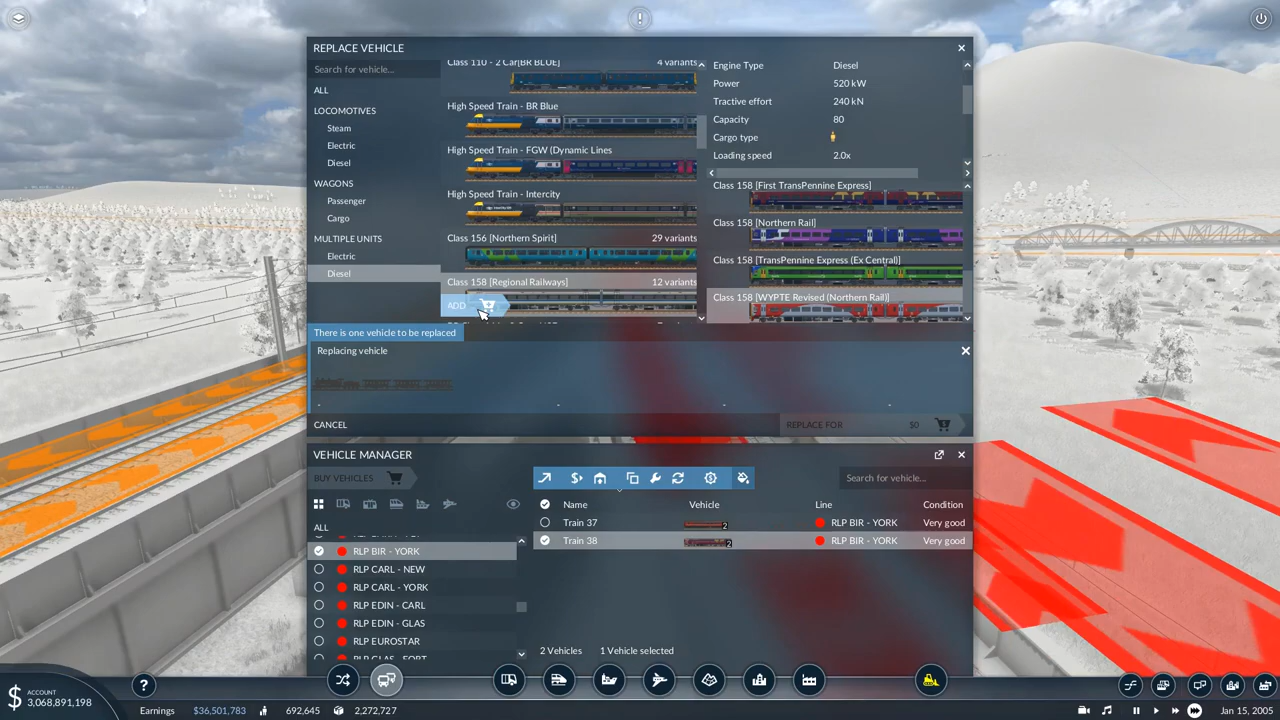 REPLACE VEHICLE
Search for vehicle...
ALL
LOCOMOTIVES
Steam
Electric
Diesel
WAGONS
Passenger
Cargo
MULTIPLE UNITS
Electric
Diesel
Class 110 - 2 Car[BR BLUE] 4 variants
High Speed Train - BR Blue
High Speed Train - FGW (Dynamic Lines
High Speed Train - Intercity
Class 156 [Northern Spirit] 29 variants
Class 158 [Regional Railways] 12 variants
ADD
Engine Type Diesel
Power 520 kW
Tractive effort 240 kN
Capacity 80
Cargo type
Loading speed 2.0x
Class 158 [First TransPennine Express]
Class 158 [Northern Rail]
Class 158 [TransPennine Express (Ex Central)]
Class 158 [WYPTE Revised (Northern Rail)]
There is one vehicle to be replaced
Replacing vehicle
- - - -
CANCEL
REPLACE FOR $0
VEHICLE MANAGER
BUY VEHICLES
Search for vehicle...
ALL
RLP BIR - YORK
RLP CARL - NEW
RLP CARL - YORK
RLP EDIN - CARL
RLP EDIN - GLAS
RLP EUROSTAR
RLP GLAS - FORT
Name Vehicle Line Condition
Train 37 2 RLP BIR - YORK Very good
Train 38 2 RLP BIR - YORK Very good
2 Vehicles 1 Vehicle selected
$ ACCOUNT
3,068,891,198
?
Earnings $36,501,783 692,645 2,272,727
Jan 15, 2005